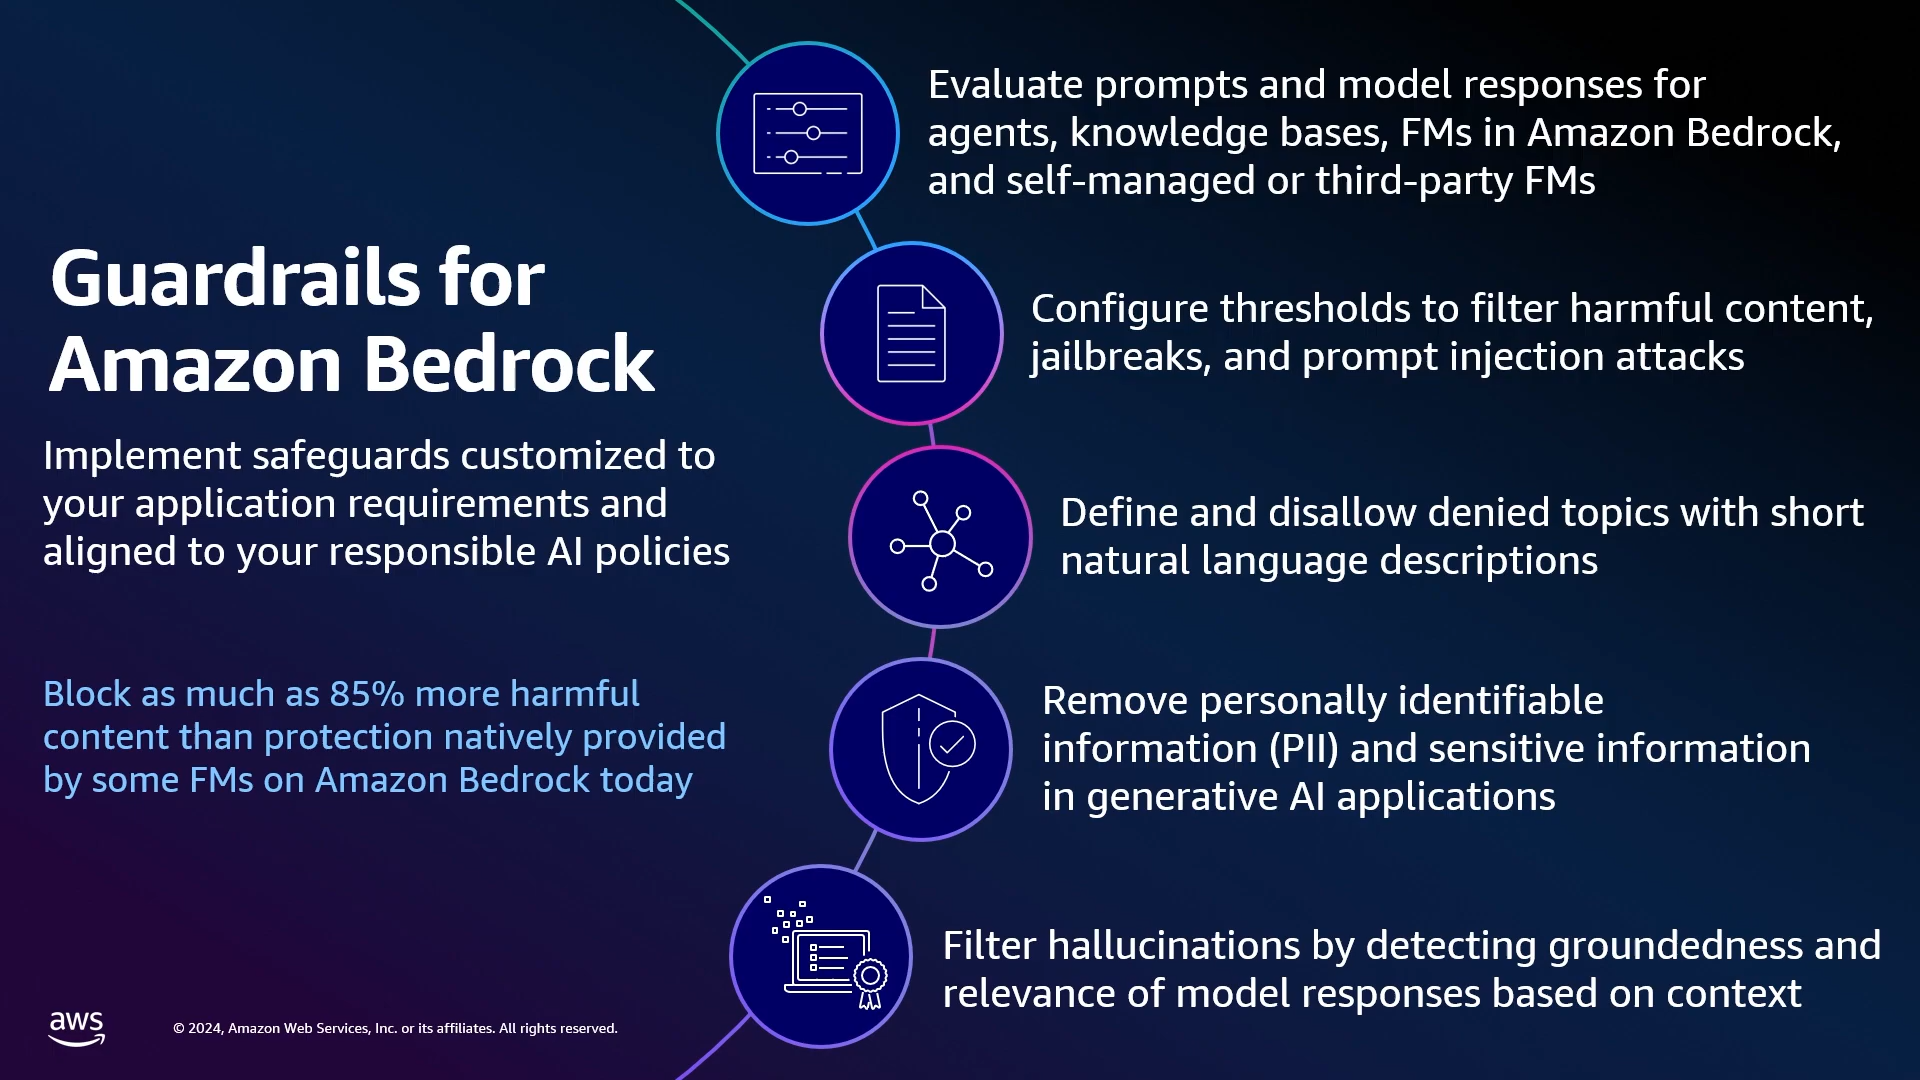 Guardrails for
Amazon Bedrock
Implement safeguards customized to
your application requirements and
aligned to your responsible AI policies
Block as much as 85% more harmful
content than protection natively provided
by some FMs on Amazon Bedrock today
Evaluate prompts and model responses for
agents, knowledge bases, FMs in Amazon Bedrock,
and self-managed or third-party FMs
Configure thresholds to filter harmful content,
jailbreaks, and prompt injection attacks
Define and disallow denied topics with short
natural language descriptions
Remove personally identifiable
information (PII) and sensitive information
in generative AI applications
Filter hallucinations by detecting groundedness and
relevance of model responses based on context
aws
© 2024, Amazon Web Services, Inc. or its affiliates. All rights reserved.